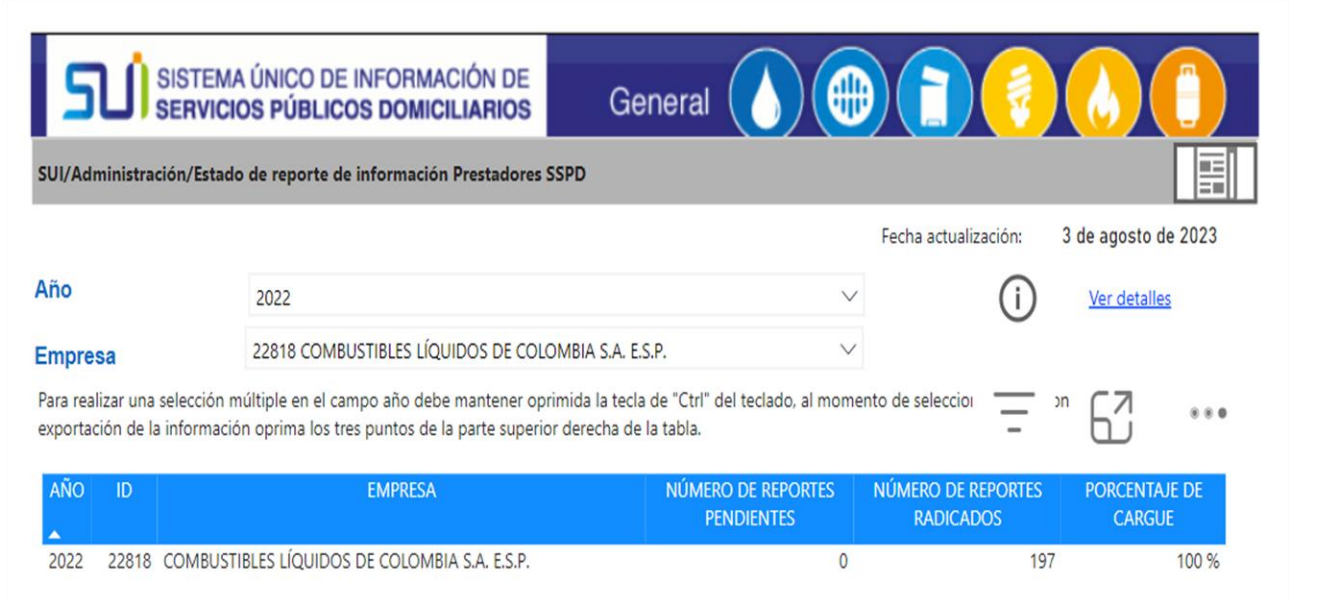 SUI SISTEMA ÚNICO DE INFORMACIÓN DE
SERVICIOS PÚBLICOS DOMICILIARIOS
General
SUI/Administración/Estado de reporte de información Prestadores SSPD
Fecha actualización: 3 de agosto de 2023
Año 2022 Ver detalles
Empresa 22818 COMBUSTIBLES LÍQUIDOS DE COLOMBIA S.A. E.S.P.
Para realizar una selección múltiple en el campo año debe mantener oprimida la tecla de "Ctrl" del teclado, al momento de
exportación de la información oprima los tres puntos de la parte superior derecha de la tabla.
AÑO ID EMPRESA NÚMERO DE REPORTES PENDIENTES NÚMERO DE REPORTES RADICADOS PORCENTAJE DE CARGUE
2022 22818 COMBUSTIBLES LÍQUIDOS DE COLOMBIA S.A. E.S.P. 0 197 100 %